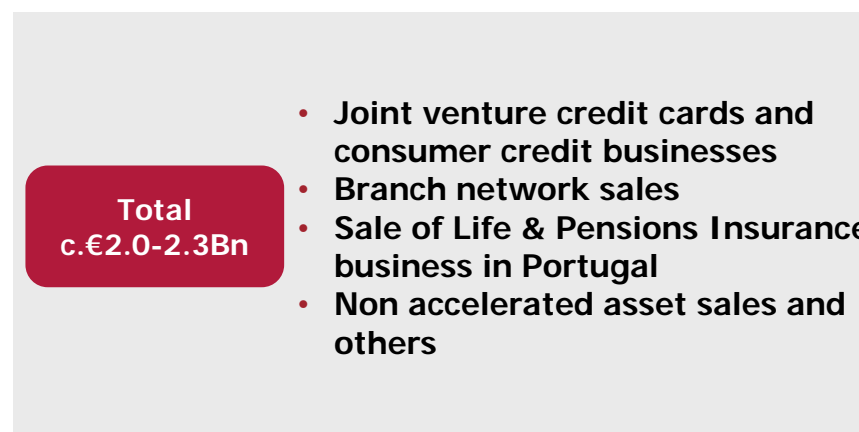 Total
c.€2.0-2.3Bn
• Joint venture credit cards and
consumer credit businesses
• Branch network sales
• Sale of Life & Pensions Insurance
business in Portugal
• Non accelerated asset sales and
others